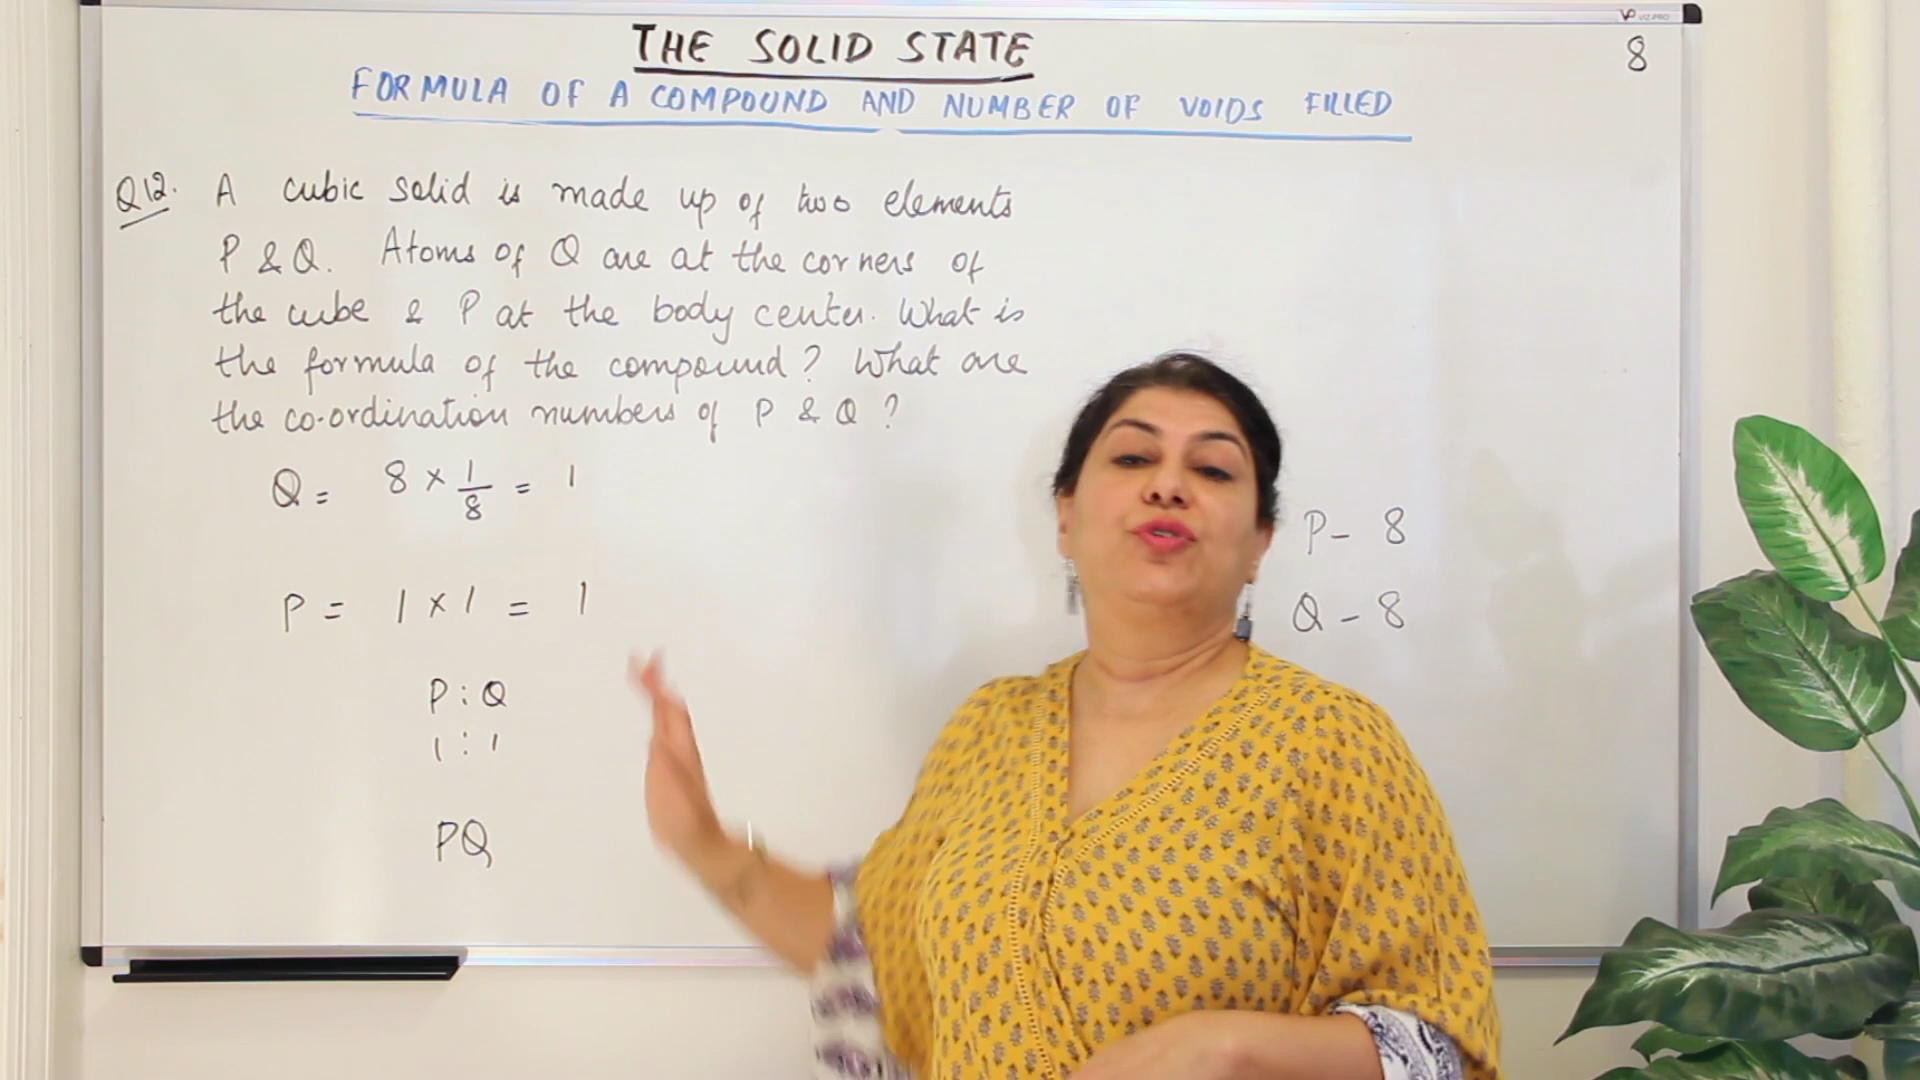 THE SOLID STATE
8
FORMULA OF A COMPOUND AND NUMBER OF VOIDS FILLED
Q12. A cubic solid is made up of two elements
P & Q. Atoms of Q are at the corners of
the cube & P at the body center. What is
the formula of the compound? What are
the co-ordination numbers of P & Q?
Q = 8 × 1/8 = 1
P = 1 × 1 = 1
P : Q
1 : 1
PQ
P - 8
Q - 8
VIZ-PRO